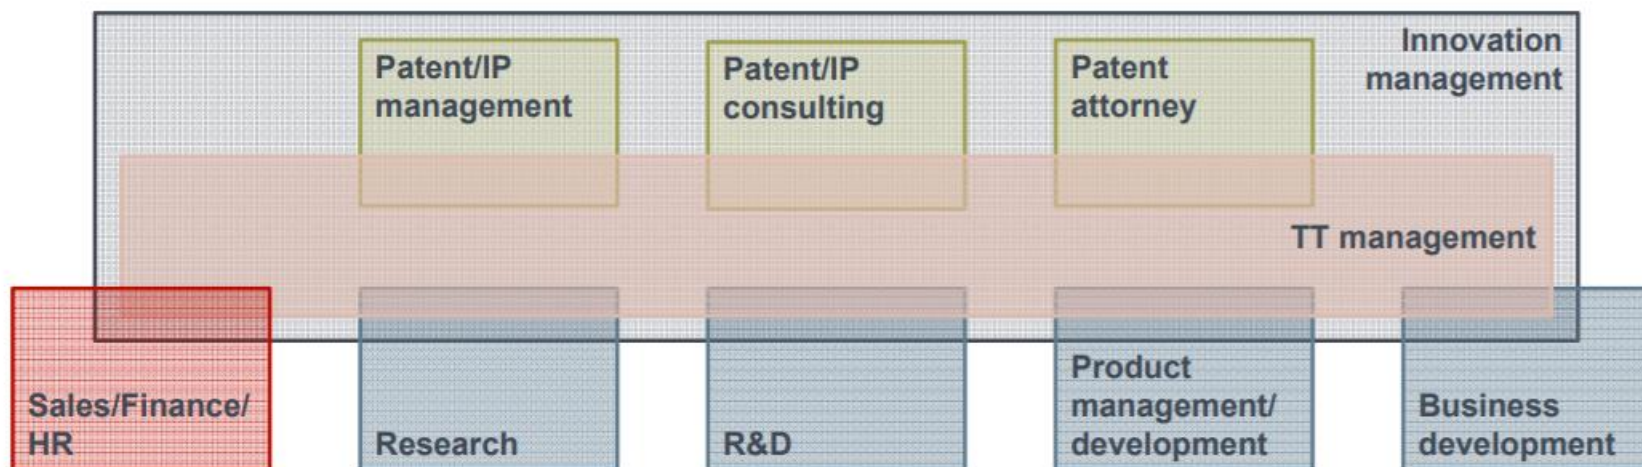 Innovation
management
Patent/IP
management
Patent/IP
consulting
Patent
attorney
TT management
Sales/Finance/
HR
Research
R&D
Product
management/
development
Business
development